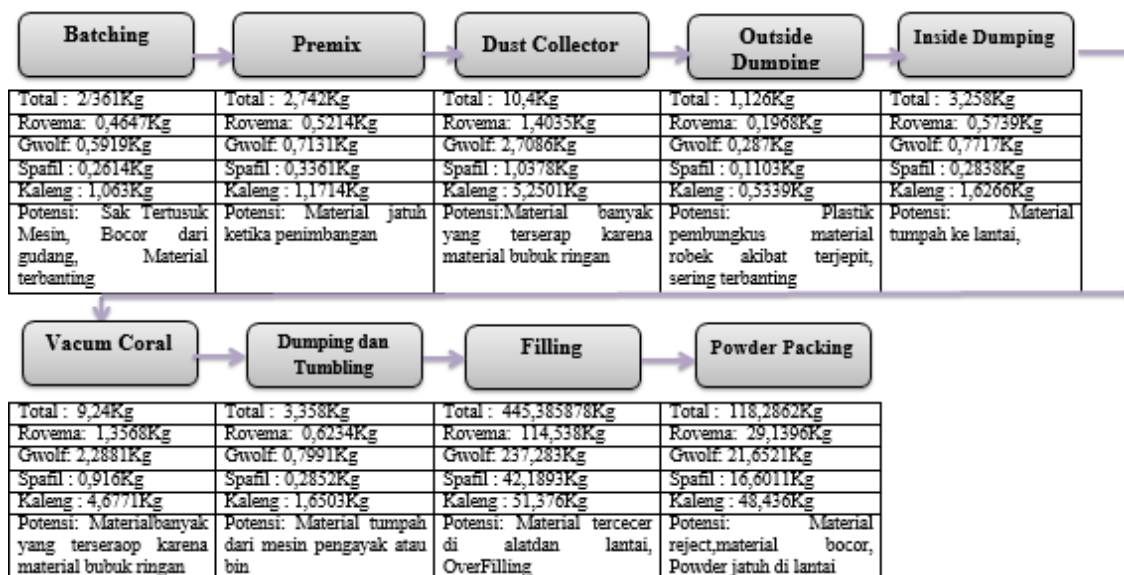 Batching
Premix
Dust Collector
Outside
Dumping
Inside Dumping
Total : 2/361Kg
Rovema: 0,4647Kg
Gwolf: 0,5919Kg
Spafil : 0,2614Kg
Kaleng : 1,063Kg
Potensi: Sak Tertusuk
Mesin, Bocor dari
gudang, Material
terbanting
Total : 2,742Kg
Rovema: 0,5214Kg
Gwolf: 0,7131Kg
Spafil : 0,3361Kg
Kaleng : 1,1714Kg
Potensi: Material jatuh
ketika penimbangan
Total : 10,4Kg
Rovema: 1,4035Kg
Gwolf: 2,7086Kg
Spafil : 1,0378Kg
Kaleng : 5,2501Kg
Potensi:Material banyak
yang terserap karena
material bubuk ringan
Total : 1,126Kg
Rovema: 0,1968Kg
Gwolf: 0,287Kg
Spafil : 0,1103Kg
Kaleng : 0,5339Kg
Potensi: Plastik
pembungkus material
robek akibat terjepit,
sering terbanting
Total : 3,258Kg
Rovema: 0,5739Kg
Gwolf: 0,7717Kg
Spafil : 0,2838Kg
Kaleng : 1,6266Kg
Potensi: Material
tumpah ke lantai,
Vacum Coral
Dumping dan
Tumbling
Filling
Powder Packing
Total : 9,24Kg
Rovema: 1,3568Kg
Gwolf: 2,2881Kg
Spafil : 0,916Kg
Kaleng : 4,6771Kg
Potensi: Materialbanyak
yang terseraop karena
material bubuk ringan
Total : 3,358Kg
Rovema: 0,6234Kg
Gwolf: 0,7991Kg
Spafil : 0,2852Kg
Kaleng : 1,6503Kg
Potensi: Material tumpah
dari mesin pengayak atau
bin
Total : 445,385878Kg
Rovema: 114,538Kg
Gwolf: 237,283Kg
Spafil : 42,1893Kg
Kaleng : 51,376Kg
Potensi: Material tercecer
di alatdan lantai,
OverFilling
Total : 118,2862Kg
Rovema: 29,1396Kg
Gwolf: 21,6521Kg
Spafil : 16,6011Kg
Kaleng : 48,436Kg
Potensi: Material
reject,material bocor,
Powder jatuh di lantai